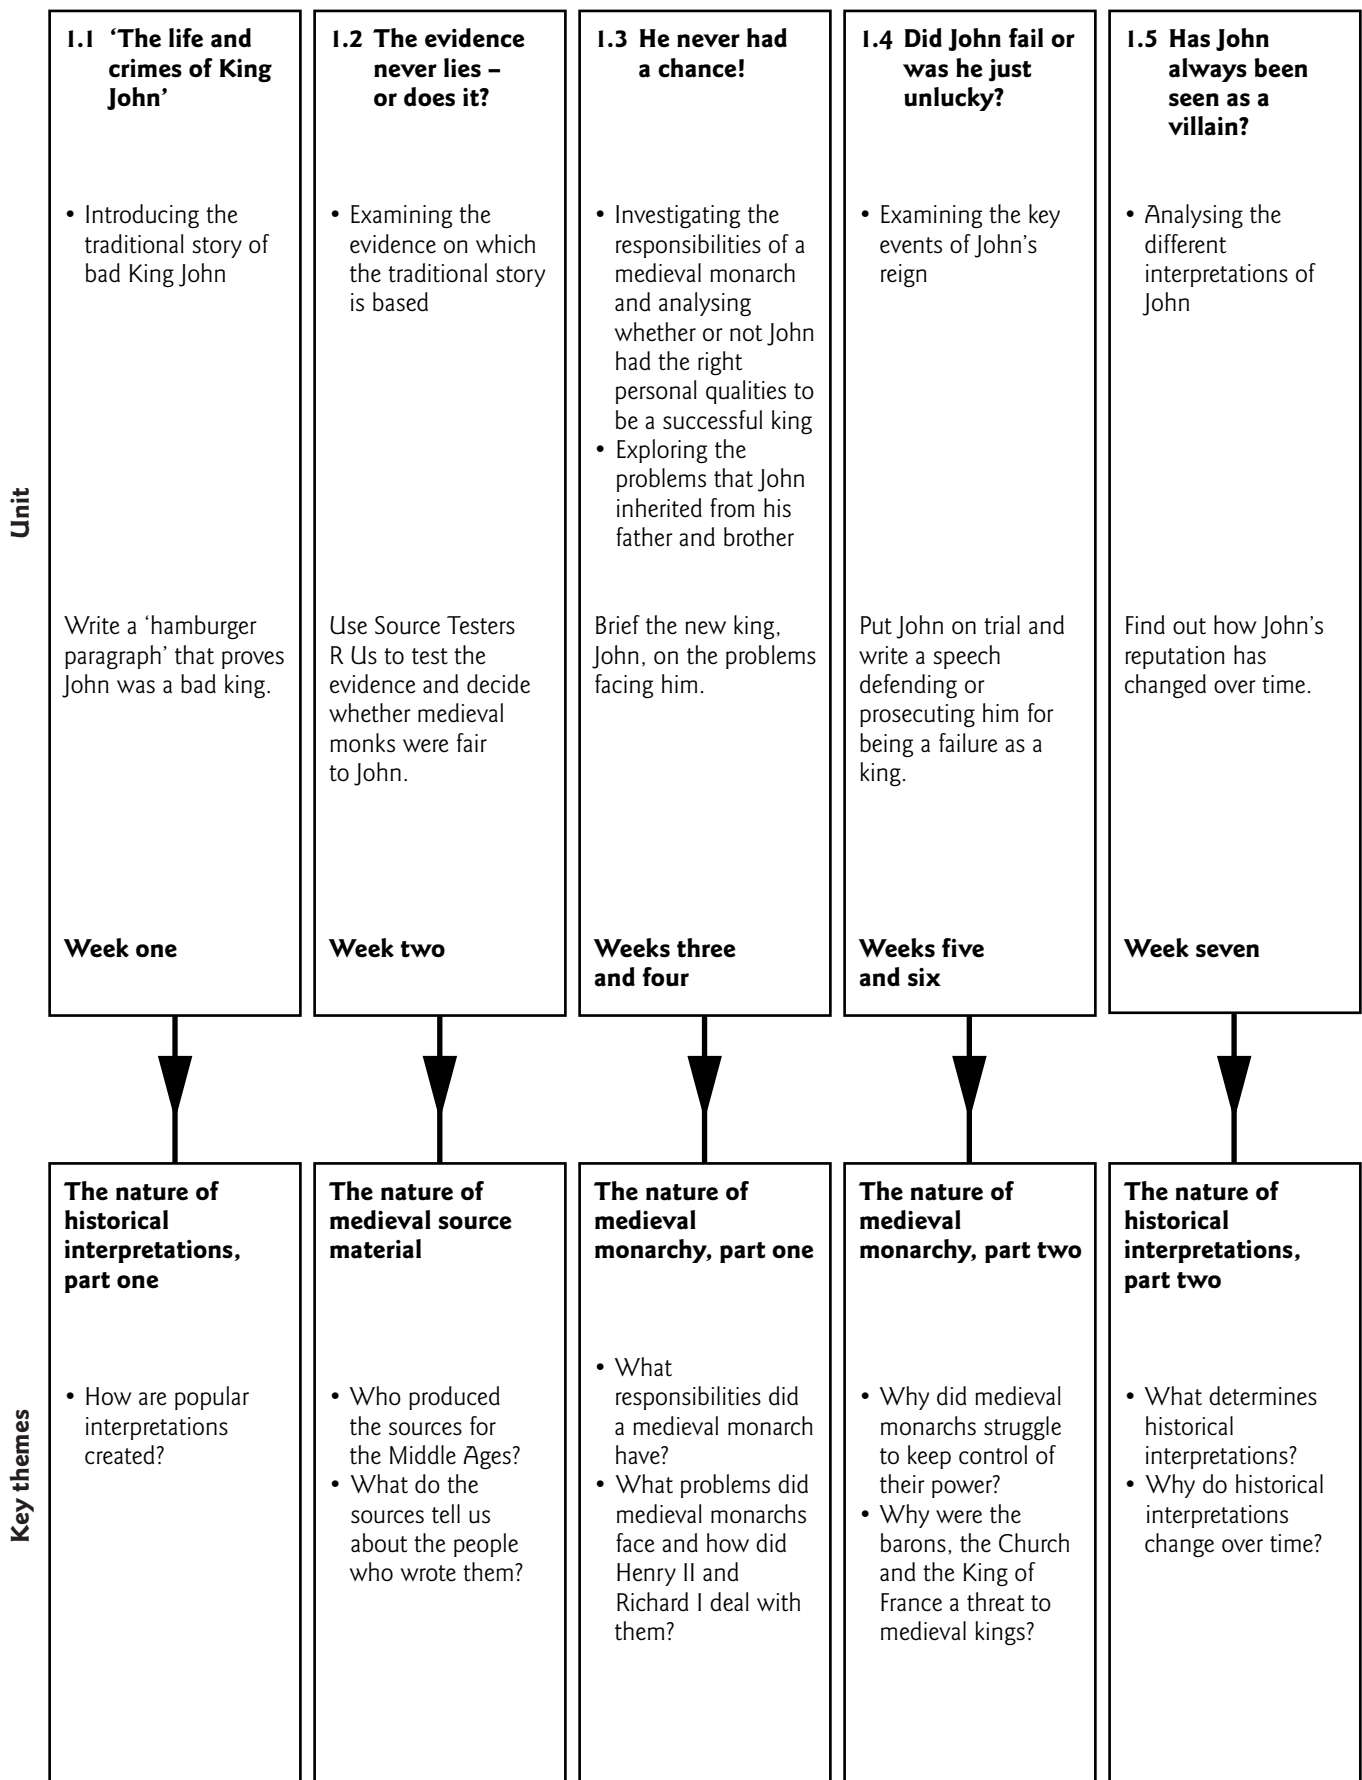 Unit
1.1 ‘The life and
crimes of King
John’
• Introducing the
traditional story of
bad King John
Write a ‘hamburger
paragraph’ that proves
John was a bad king.
Week one
1.2 The evidence
never lies –
or does it?
• Examining the
evidence on which
the traditional story
is based
Use Source Testers
R Us to test the
evidence and decide
whether medieval
monks were fair
to John.
Week two
1.3 He never had
a chance!
• Investigating the
responsibilities of a
medieval monarch
and analysing
whether or not John
had the right
personal qualities to
be a successful king
• Exploring the
problems that John
inherited from his
father and brother
Brief the new king,
John, on the problems
facing him.
Weeks three
and four
1.4 Did John fail or
was he just
unlucky?
• Examining the key
events of John’s
reign
Put John on trial and
write a speech
defending or
prosecuting him for
being a failure as a
king.
Weeks five
and six
1.5 Has John
always been
seen as a
villain?
• Analysing the
different
interpretations of
John
Find out how John’s
reputation has
changed over time.
Week seven
Key themes
The nature of
historical
interpretations,
part one
• How are popular
interpretations
created?
The nature of
medieval source
material
• Who produced
the sources for
the Middle Ages?
• What do the
sources tell us
about the people
who wrote them?
The nature of
medieval
monarchy, part one
• What
responsibilities did
a medieval monarch
have?
• What problems did
medieval monarchs
face and how did
Henry II and
Richard I deal with
them?
The nature of
medieval
monarchy, part two
• Why did medieval
monarchs struggle
to keep control of
their power?
• Why were the
barons, the Church
and the King of
France a threat to
medieval kings?
The nature of
historical
interpretations,
part two
• What determines
historical
interpretations?
• Why do historical
interpretations
change over time?